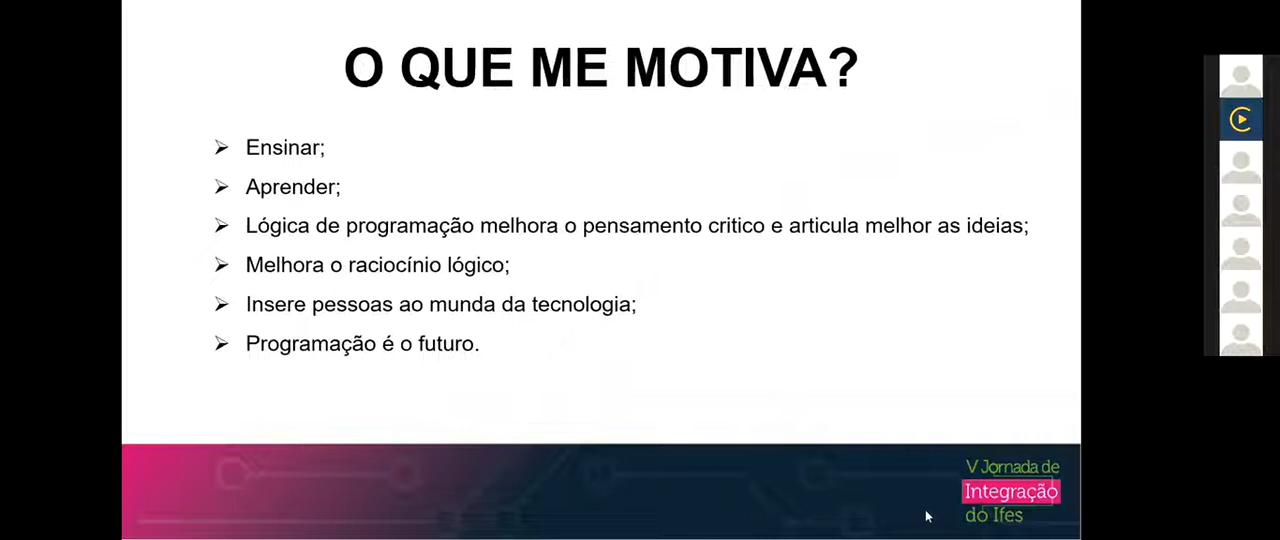 O QUE ME MOTIVA?
Ensinar;
Aprender;
Lógica de programação melhora o pensamento critico e articula melhor as ideias;
Melhora o raciocínio lógico;
Insere pessoas ao munda da tecnologia;
Programação é o futuro.
V Jornada de
Integração
do Ifes